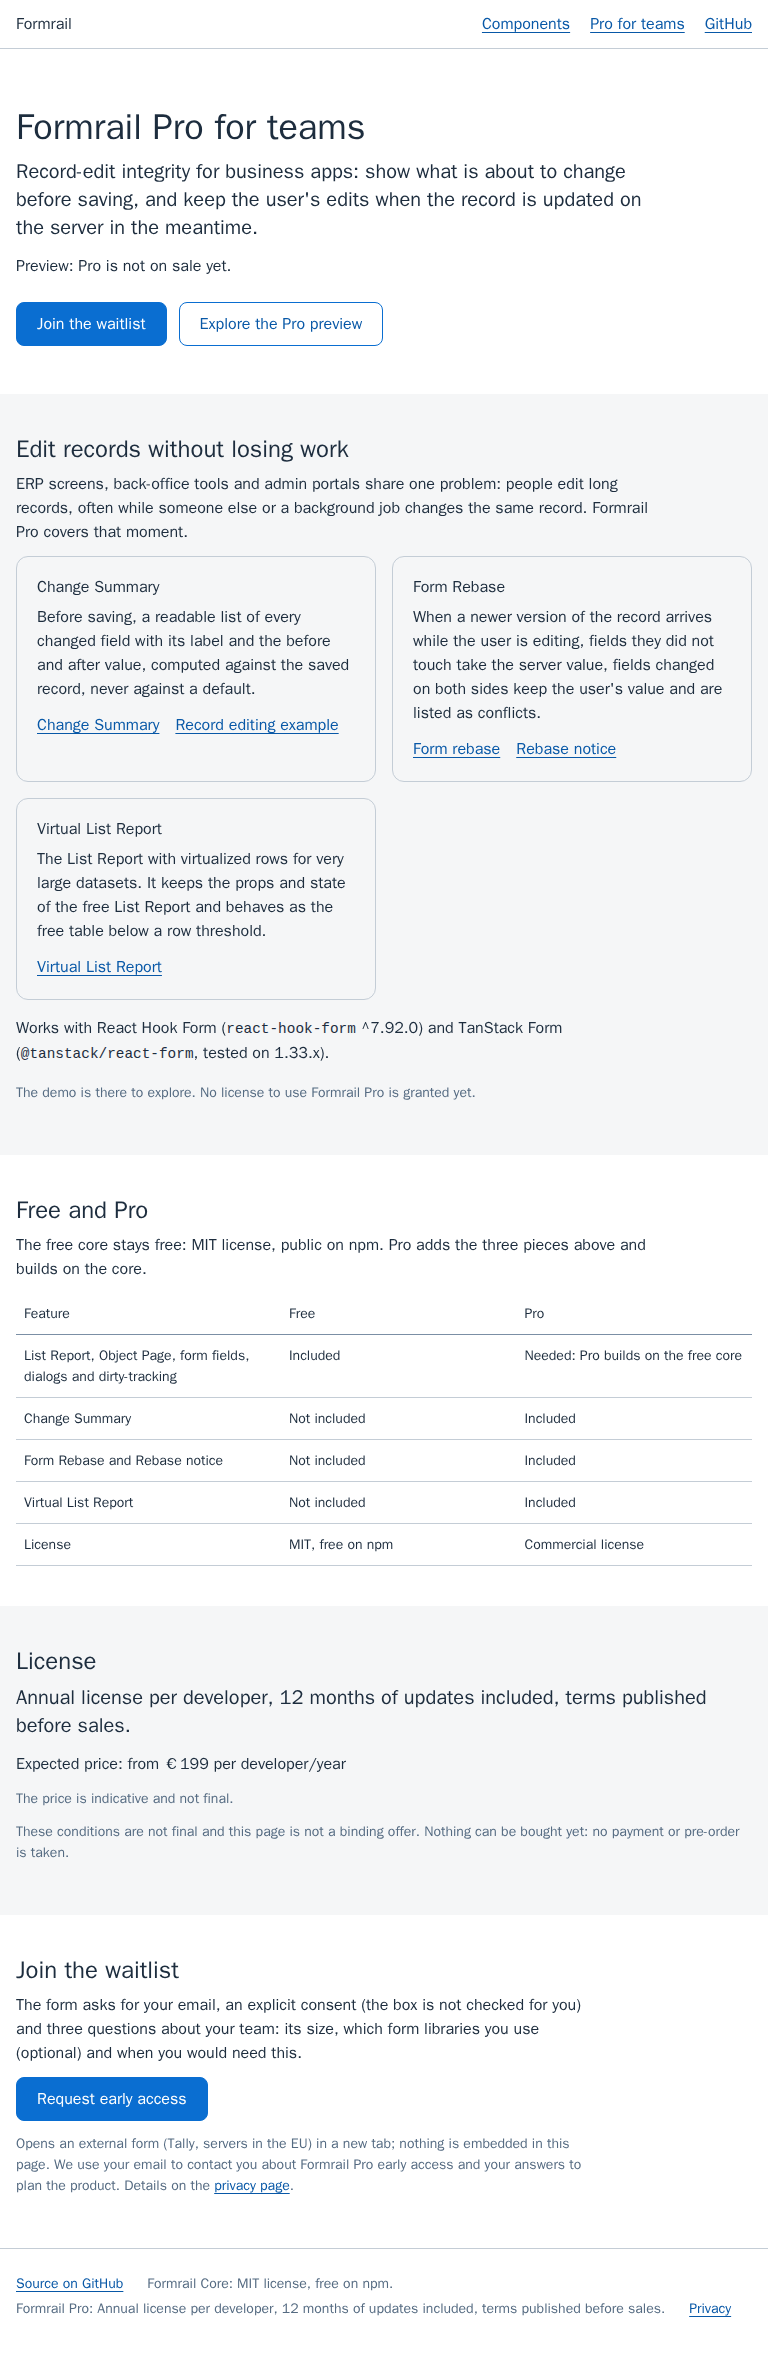 Formrail
Components Pro for teams GitHub
Formrail Pro for teams
Record-edit integrity for business apps: show what is about to change
before saving, and keep the user's edits when the record is updated on
the server in the meantime.
Preview: Pro is not on sale yet.
Join the waitlist
Explore the Pro preview
Edit records without losing work
ERP screens, back-office tools and admin portals share one problem: people edit long
records, often while someone else or a background job changes the same record. Formrail
Pro covers that moment.
Change Summary
Before saving, a readable list of every
changed field with its label and the before
and after value, computed against the saved
record, never against a default.
Change Summary Record editing example
Form Rebase
When a newer version of the record arrives
while the user is editing, fields they did not
touch take the server value, fields changed
on both sides keep the user's value and are
listed as conflicts.
Form rebase Rebase notice
Virtual List Report
The List Report with virtualized rows for very
large datasets. It keeps the props and state
of the free List Report and behaves as the
free table below a row threshold.
Virtual List Report
Works with React Hook Form (react-hook-form ^7.92.0) and TanStack Form
(@tanstack/react-form, tested on 1.33.x).
The demo is there to explore. No license to use Formrail Pro is granted yet.
Free and Pro
The free core stays free: MIT license, public on npm. Pro adds the three pieces above and
builds on the core.
Feature Free Pro
List Report, Object Page, form fields, Included Needed: Pro builds on the free core
dialogs and dirty-tracking
Change Summary Not included Included
Form Rebase and Rebase notice Not included Included
Virtual List Report Not included Included
License MIT, free on npm Commercial license
License
Annual license per developer, 12 months of updates included, terms published
before sales.
Expected price: from € 199 per developer/year
The price is indicative and not final.
These conditions are not final and this page is not a binding offer. Nothing can be bought yet: no payment or pre-order
is taken.
Join the waitlist
The form asks for your email, an explicit consent (the box is not checked for you)
and three questions about your team: its size, which form libraries you use
(optional) and when you would need this.
Request early access
Opens an external form (Tally, servers in the EU) in a new tab; nothing is embedded in this
page. We use your email to contact you about Formrail Pro early access and your answers to
plan the product. Details on the privacy page.
Source on GitHub Formrail Core: MIT license, free on npm.
Formrail Pro: Annual license per developer, 12 months of updates included, terms published before sales. Privacy